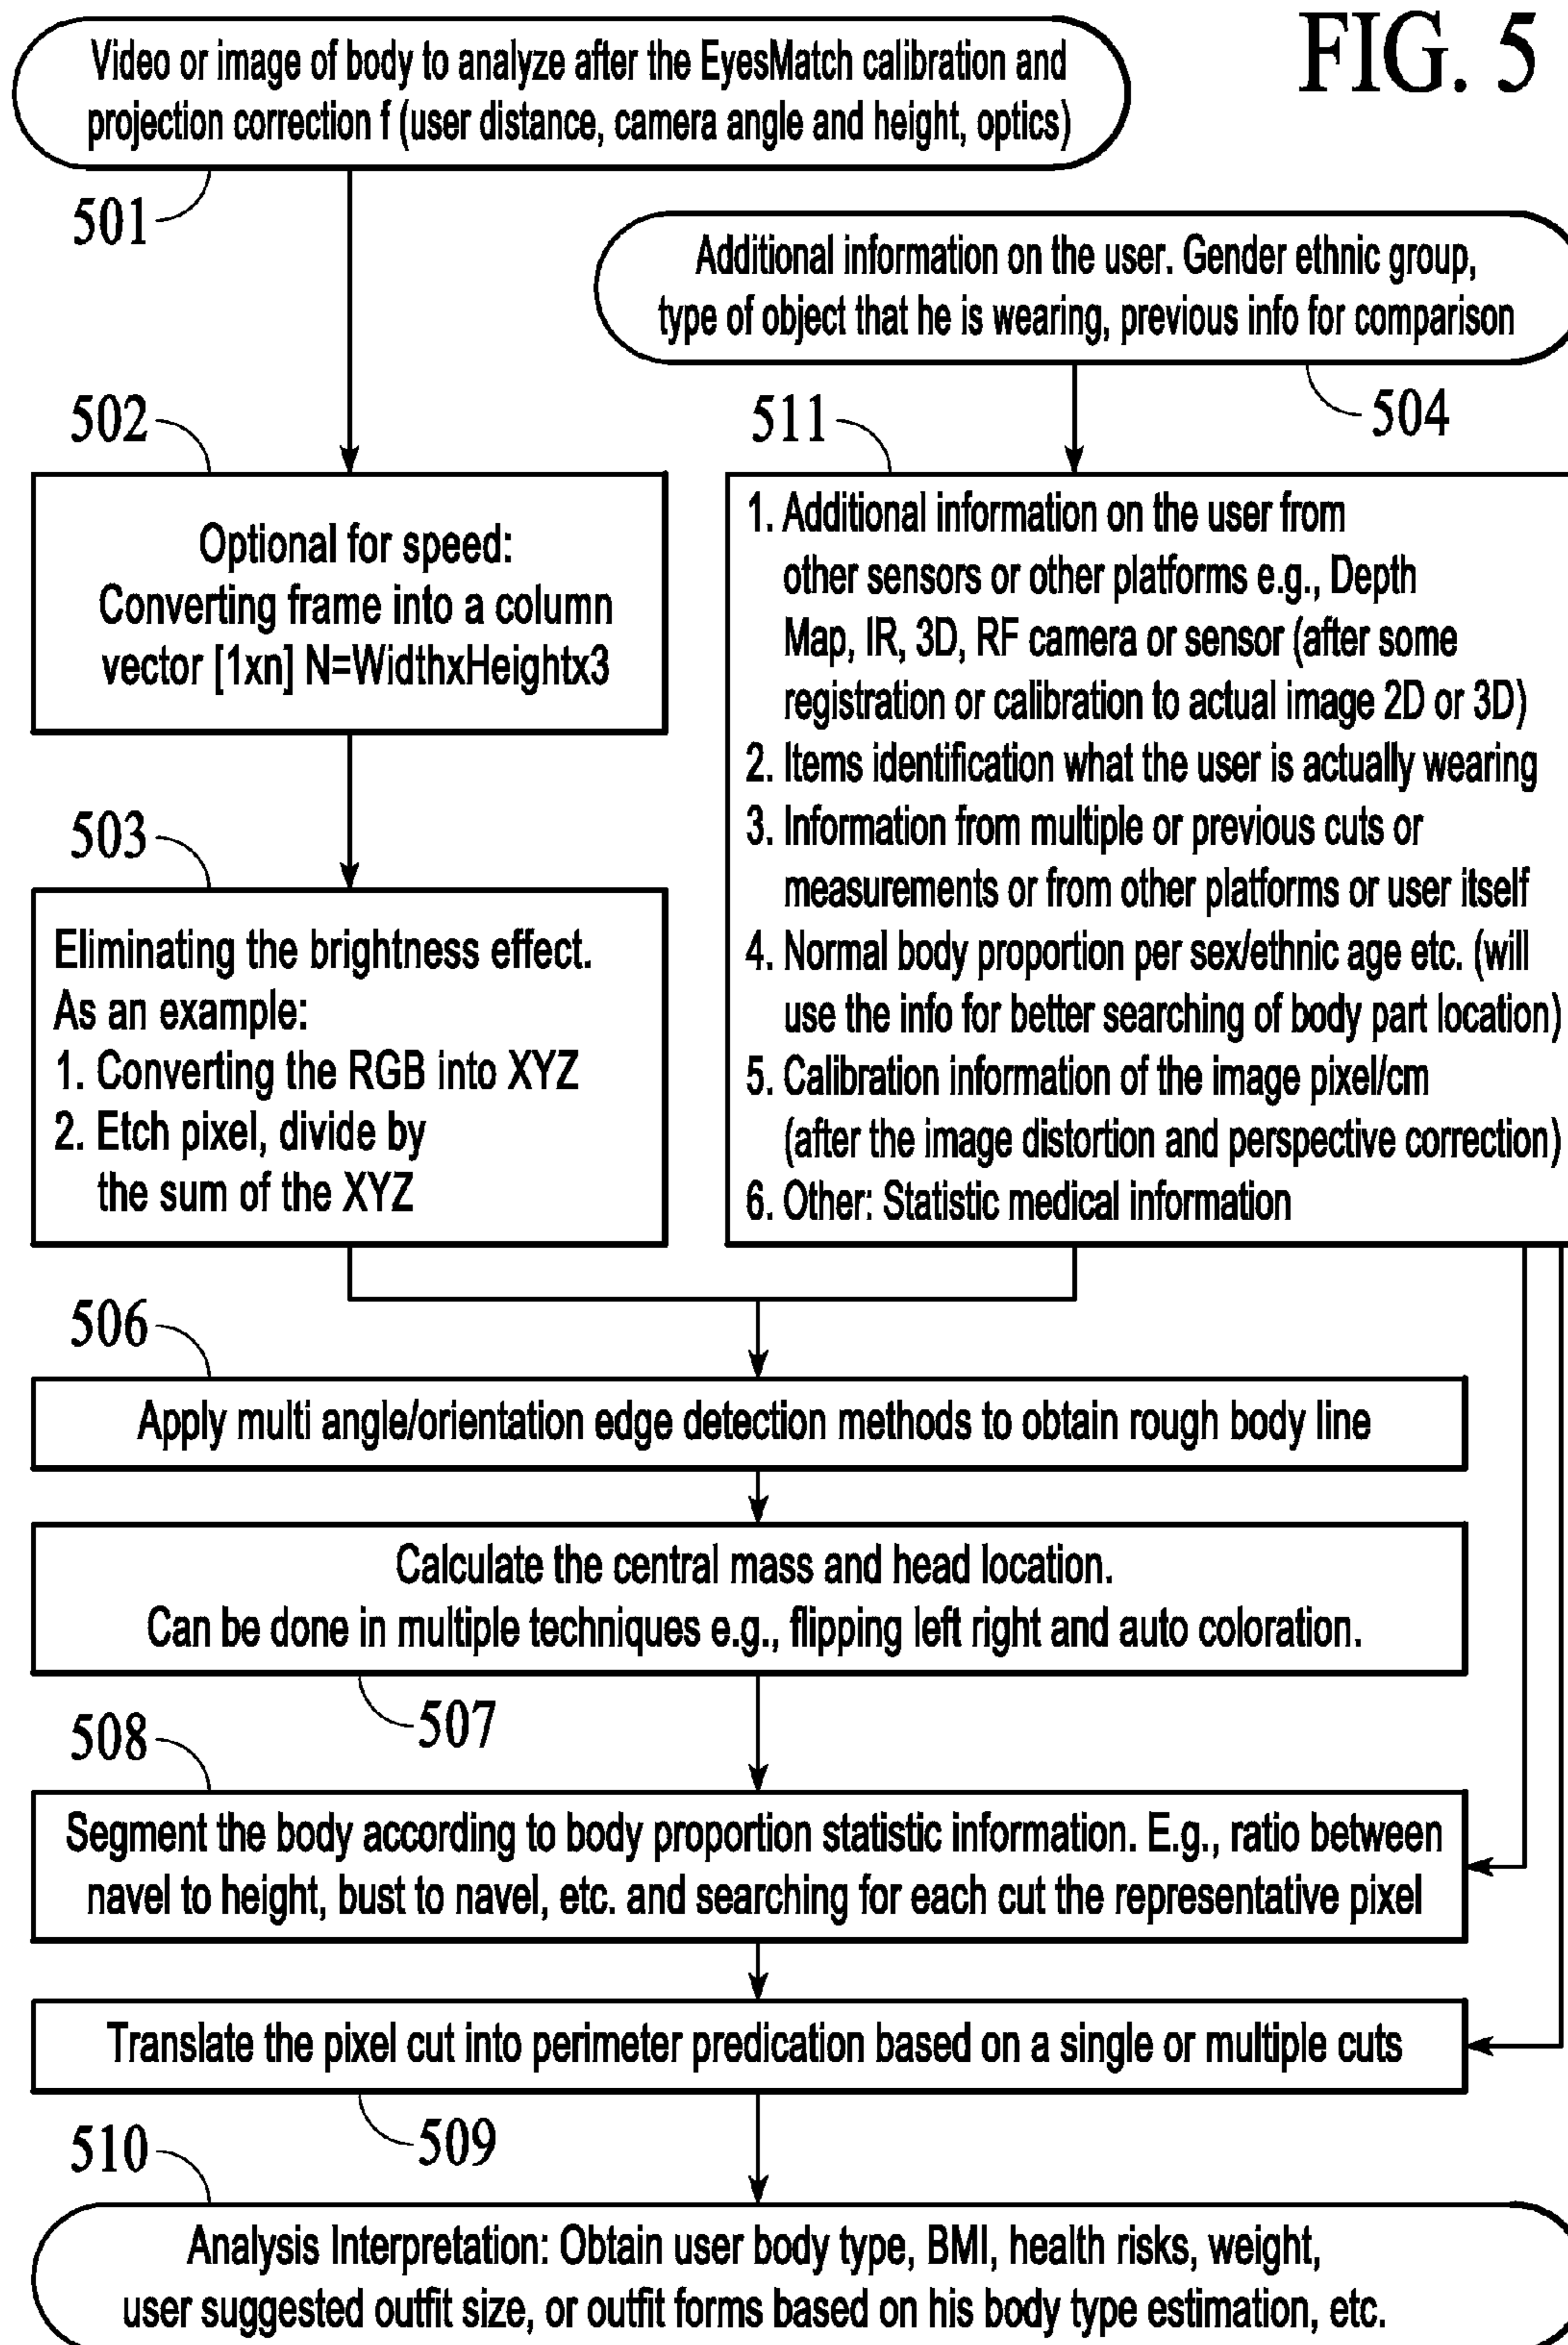 FIG. 5
Video or image of body to analyze after the EyesMatch calibration and
projection correction f (user distance, camera angle and height, optics)
501
Additional information on the user. Gender ethnic group,
type of object that he is wearing, previous info for comparison
504
502
Optional for speed:
Converting frame into a column
vector [1xn] N=WidthxHeightx3
511
1. Additional information on the user from
other sensors or other platforms e.g., Depth
Map, IR, 3D, RF camera or sensor (after some
registration or calibration to actual image 2D or 3D)
2. Items identification what the user is actually wearing
3. Information from multiple or previous cuts or
measurements or from other platforms or user itself
4. Normal body proportion per sex/ethnic age etc. (will
use the info for better searching of body part location)
5. Calibration information of the image pixel/cm
(after the image distortion and perspective correction)
6. Other: Statistic medical information
503
Eliminating the brightness effect.
As an example:
1. Converting the RGB into XYZ
2. Etch pixel, divide by
the sum of the XYZ
506
Apply multi angle/orientation edge detection methods to obtain rough body line
Calculate the central mass and head location.
Can be done in multiple techniques e.g., flipping left right and auto coloration.
507
508
Segment the body according to body proportion statistic information. E.g., ratio between
navel to height, bust to navel, etc. and searching for each cut the representative pixel
Translate the pixel cut into perimeter predication based on a single or multiple cuts
509
510
Analysis Interpretation: Obtain user body type, BMI, health risks, weight,
user suggested outfit size, or outfit forms based on his body type estimation, etc.